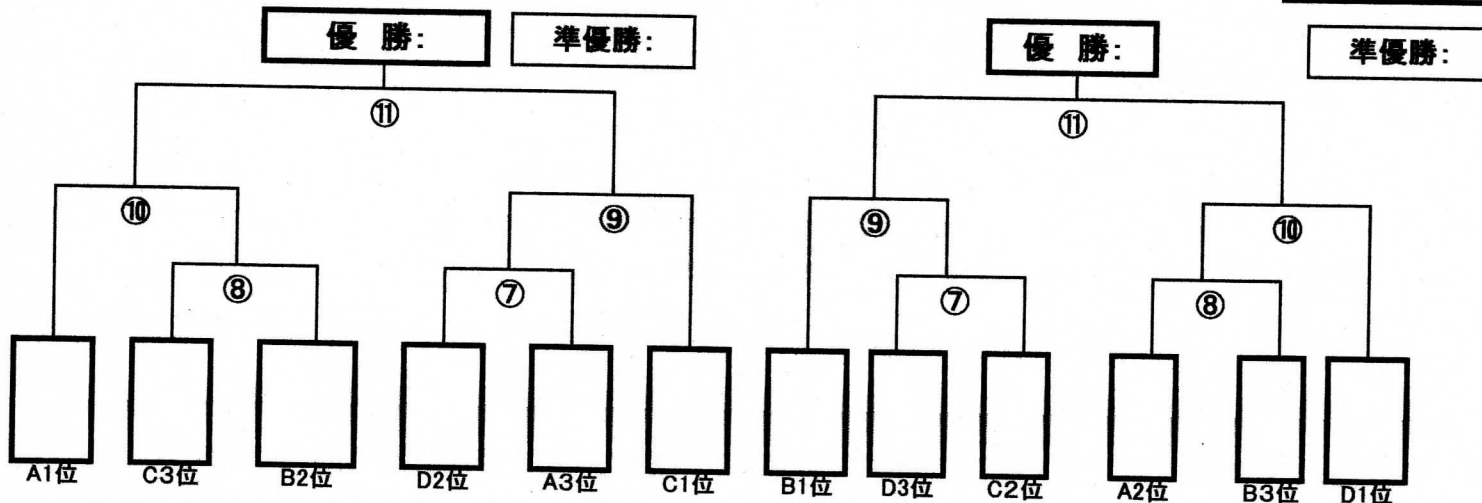 優 勝:
準優勝:
優 勝:
準優勝:
⑪
⑪
⑩
⑨
⑨
⑩
⑧
⑦
⑦
⑧
A1位
C3位
B2位
D2位
A3位
C1位
B1位
D3位
C2位
A2位
B3位
D1位